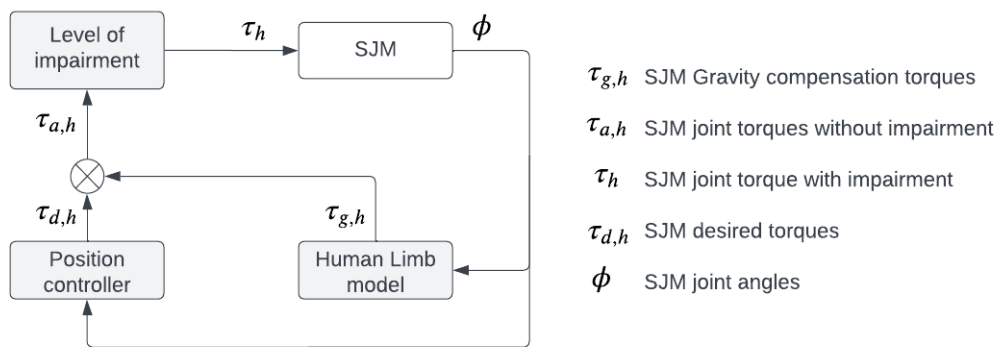 Level of
impairment
τh
SJM
ϕ
τa,h
τd,h
τg,h
Position
controller
Human Limb
model
τg,h SJM Gravity compensation torques
τa,h SJM joint torques without impairment
τh SJM joint torque with impairment
τd,h SJM desired torques
ϕ SJM joint angles